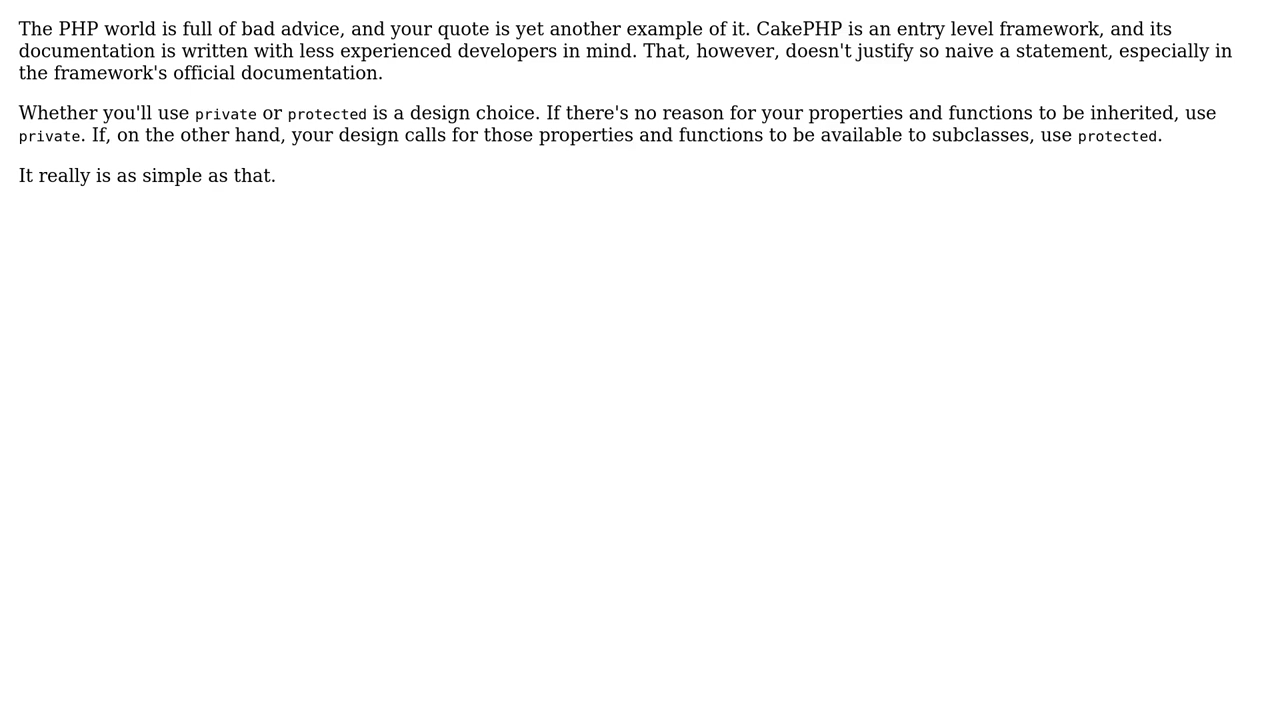 The PHP world is full of bad advice, and your quote is yet another example of it. CakePHP is an entry level framework, and its
documentation is written with less experienced developers in mind. That, however, doesn't justify so naive a statement, especially in
the framework's official documentation.
Whether you'll use private or protected is a design choice. If there's no reason for your properties and functions to be inherited, use
private. If, on the other hand, your design calls for those properties and functions to be available to subclasses, use protected.
It really is as simple as that.